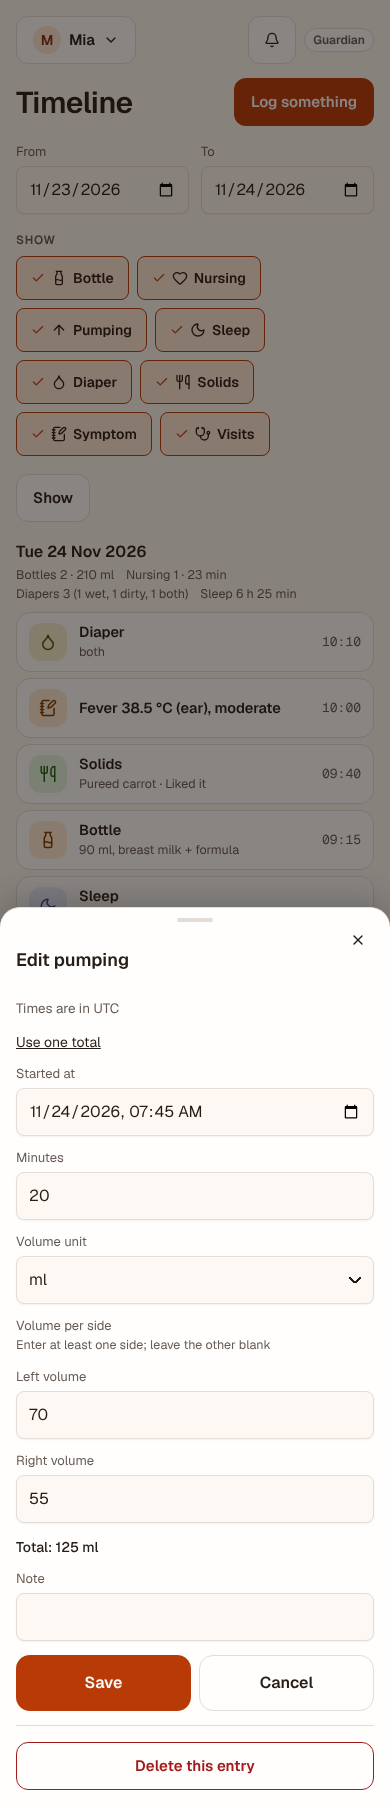 M Mia Guardian
Timeline Log something
From To
11/23/2026 11/24/2026
SHOW
Bottle Nursing
Pumping Sleep
Diaper Solids
Symptom Visits
Show
Tue 24 Nov 2026
Bottles 2 · 210 ml Nursing 1 · 23 min
Diapers 3 (1 wet, 1 dirty, 1 both) Sleep 6 h 25 min
Diaper 10:10
both
Fever 38.5 °C (ear), moderate 10:00
Solids 09:40
Pureed carrot · Liked it
Bottle 09:15
90 ml, breast milk + formula
Sleep
Edit pumping
Times are in UTC
Use one total
Started at
11/24/2026, 07:45 AM
Minutes
20
Volume unit
ml
Volume per side
Enter at least one side; leave the other blank
Left volume
70
Right volume
55
Total: 125 ml
Note
Save Cancel
Delete this entry